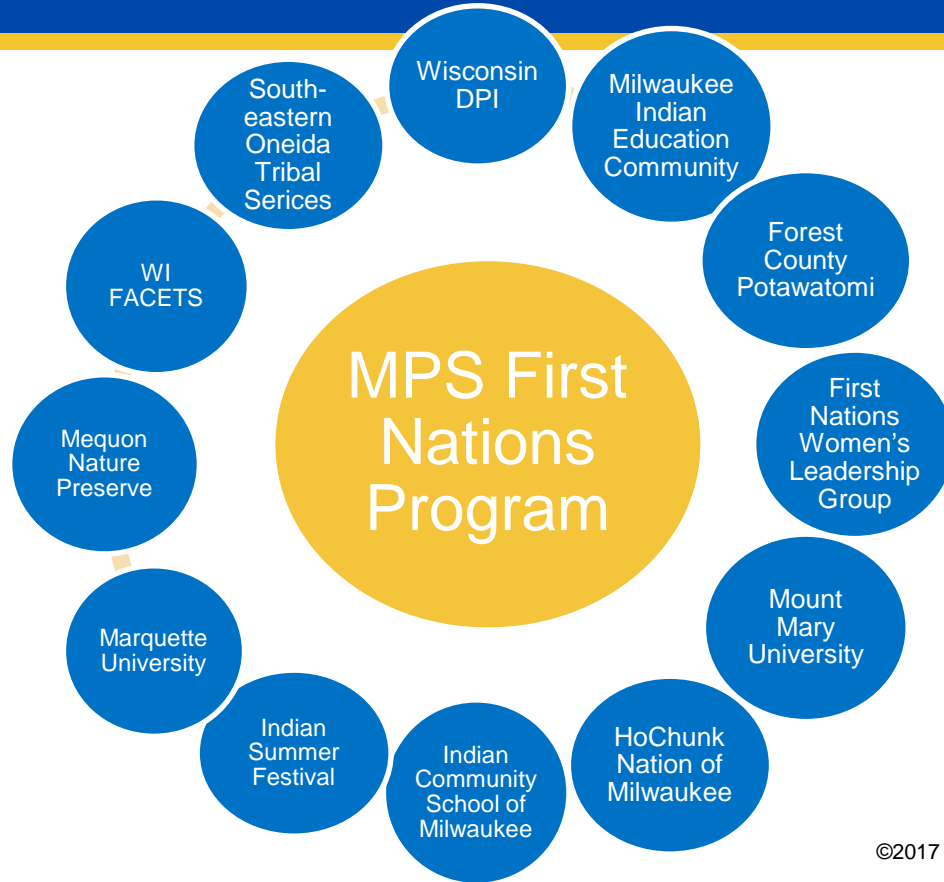 Wisconsin
DPI
Milwaukee
Indian
Education
Community
Forest
County
Potawatomi
First
Nations
Women's
Leadership
Group
Mount
Mary
University
HoChunk
Nation of
Milwaukee
Indian
Community
School of
Milwaukee
Indian
Summer
Festival
Marquette
University
Mequon
Nature
Preserve
WI
FACETS
South-
eastern
Oneida
Tribal
Serices
MPS First
Nations
Program
©2017